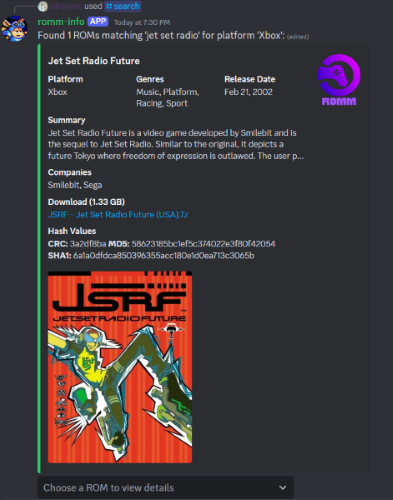 used search
romm-info APP Today at 7:30 PM
Found 1 ROMs matching 'jet set radio' for platform 'Xbox': (edited)
Jet Set Radio Future
Platform Genres Release Date
Xbox Music, Platform, Feb 21, 2002
Racing, Sport
ROMM
Summary
Jet Set Radio Future is a video game developed by Smilebit and is
the sequel to Jet Set Radio. Similar to the original, it depicts a
future Tokyo where freedom of expression is outlawed. The user p...
Companies
Smilebit, Sega
Download (1.33 GB)
JSRF - Jet Set Radio Future (USA).7z
Hash Values
CRC: 3a2df8ba MD5: 58623185bc1ef5c374022e3f80f42054
SHA1: 6a1a0dfdca850396355acc180e1d0ea713c3065b
JSRF
JETSETRADIOFUTURE
Choose a ROM to view details